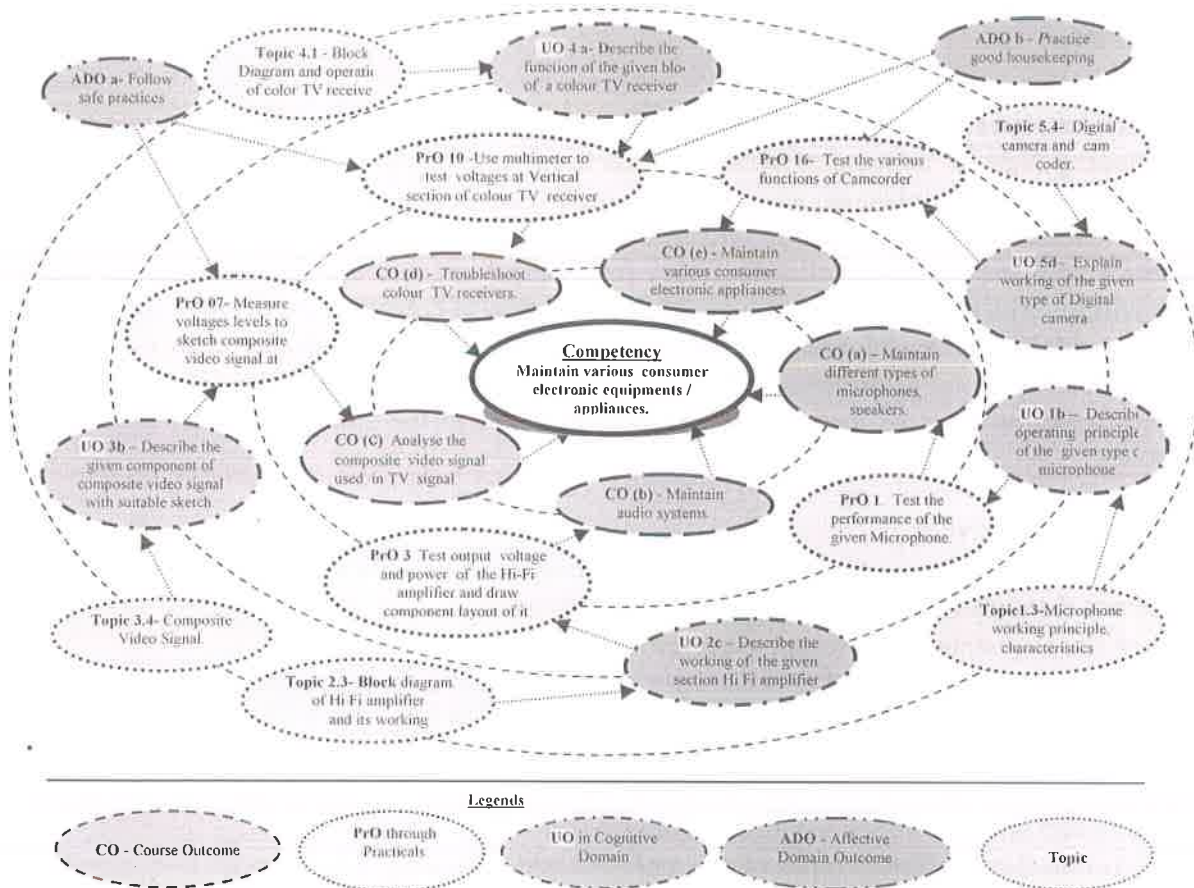 Topic 4.1 - Block
Diagram and operati
of color TV receive
UO 4 a- Describe the
function of the given blo
of a colour TV receiver
ADO b - Practice
good housekeeping
ADO a- Follow
safe practices
PrO 10 -Use multimeter to
test voltages at Vertical
section of colour TV receiver
PrO 16- Test the various
functions of Camcorder
Topic 5.4- Digital
camera and cam
coder.
CO (d) - Troubleshoot
colour TV receivers.
CO (e) - Maintain
various consumer
electronic appliances
UO 5d - Explain
working of the given
type of Digital
camera
PrO 07- Measure
voltages levels to
sketch composite
video signal at
Competency
Maintain various consumer
electronic equipments /
appliances.
CO (a) – Maintain
different types of
microphones,
speakers.
UO 3b – Describe the
given component of
composite video signal
with suitable sketch
CO (C) Analyse the
composite video signal
used in TV signal
CO (b) - Maintain
audio systems
UO 1b – Describe
operating principle
of the given type c
microphone
PrO 1 Test the
performance of the
given Microphone.
PrO 3 Test output voltage
and power of the Hi-Fi
amplifier and draw
component layout of it
Topic 3.4- Composite
Video Signal.
UO 2c – Describe the
working of the given
section Hi Fi amplifier
Topic1.3-Microphone
working principle,
characteristics
Topic 2.3- Block diagram
of Hi Fi amplifier
and its working
Legends
CO - Course Outcome
PrO through
Practicals
UO in Cognitive
Domain
ADO - Affective
Domain Outcome
Topic